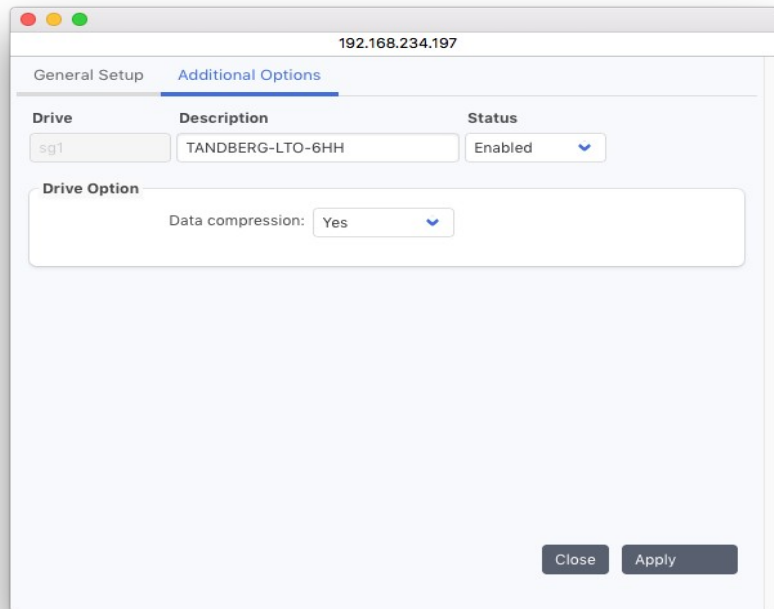 192.168.234.197
General Setup Additional Options
Drive Description Status
sg1 TANDBERG-LTO-6HH Enabled
Drive Option
Data compression: Yes
Close Apply